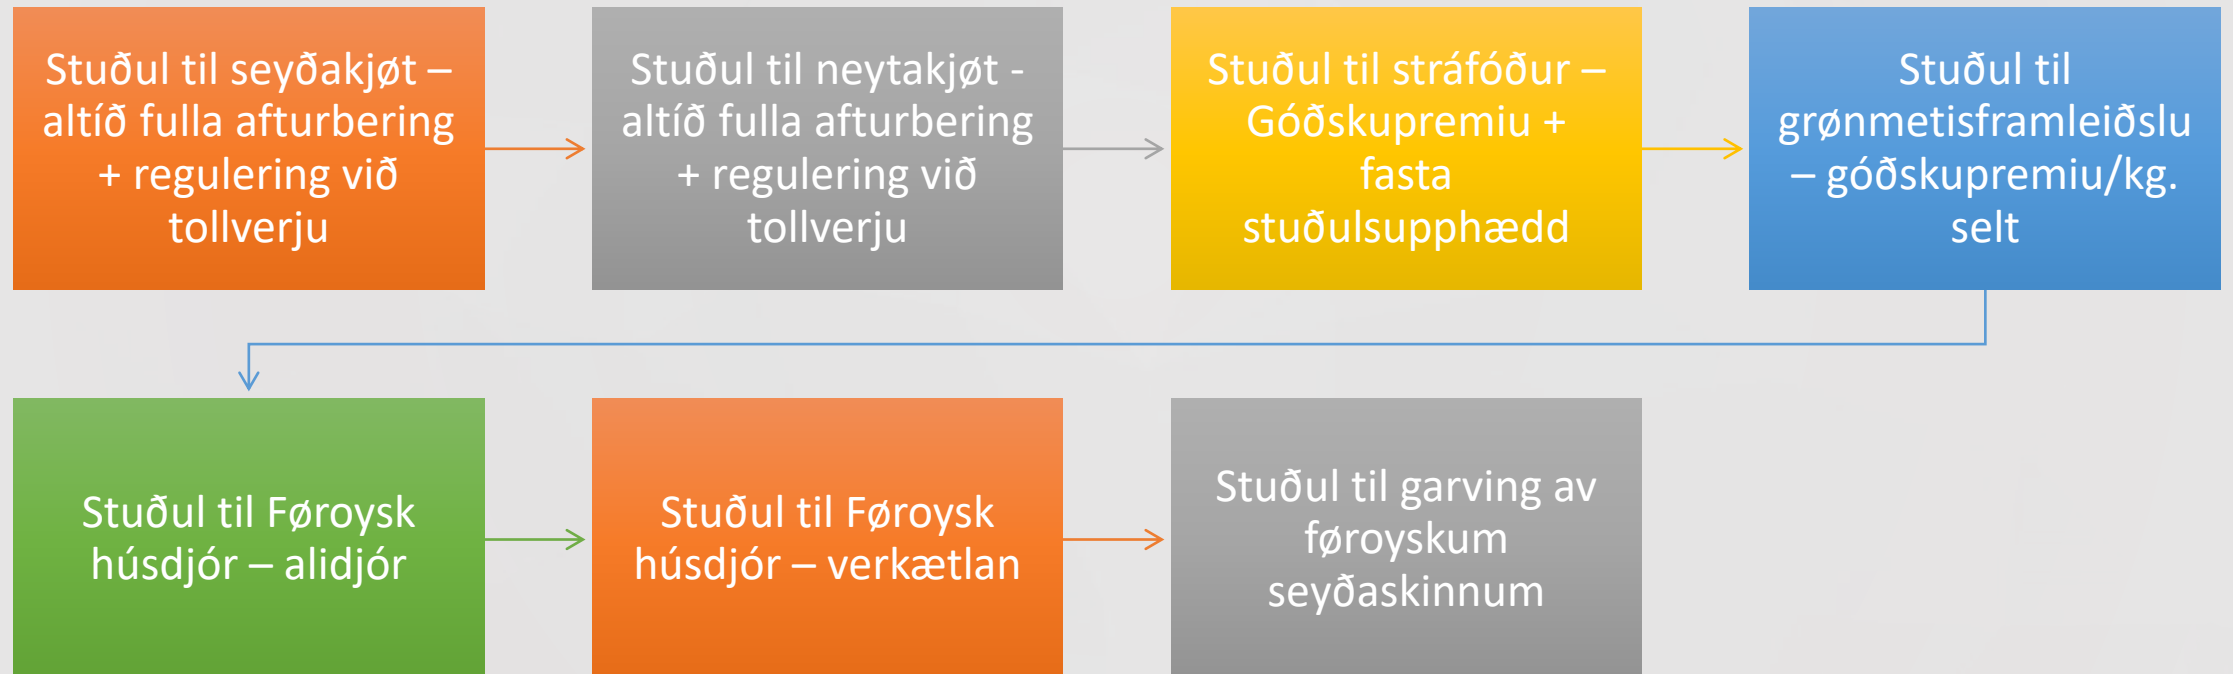 Stuðul til seyðakjøt –
altíð fulla afturbering
+ regulering við
tollverju
Stuðul til neytakjøt -
altíð fulla afturbering
+ regulering við
tollverju
Stuðul til stráfóður –
Góðskupremiu +
fasta
stuðulsupphædd
Stuðul til
grønmetisframleiðslu
– góðskupremiu/kg.
selt
Stuðul til Føroysk
húsdjór – alidjór
Stuðul til Føroysk
húsdjór – verkætlan
Stuðul til garving av
føroyskum
seyðaskinnum